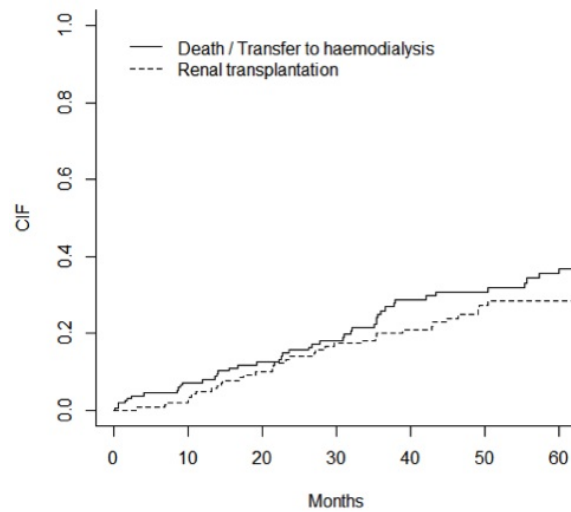 Death / Transfer to haemodialysis
Renal transplantation
1.0
0.8
0.6
0.4
0.2
0.0
CIF
0 10 20 30 40 50 60
Months